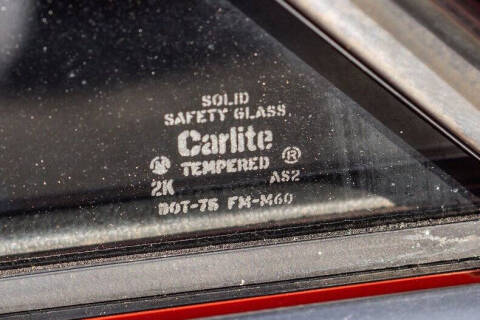 SOLID
SAFETY GLASS
Carlite ®
TEMPERED
2K AS2
DOT-75 FM-M60